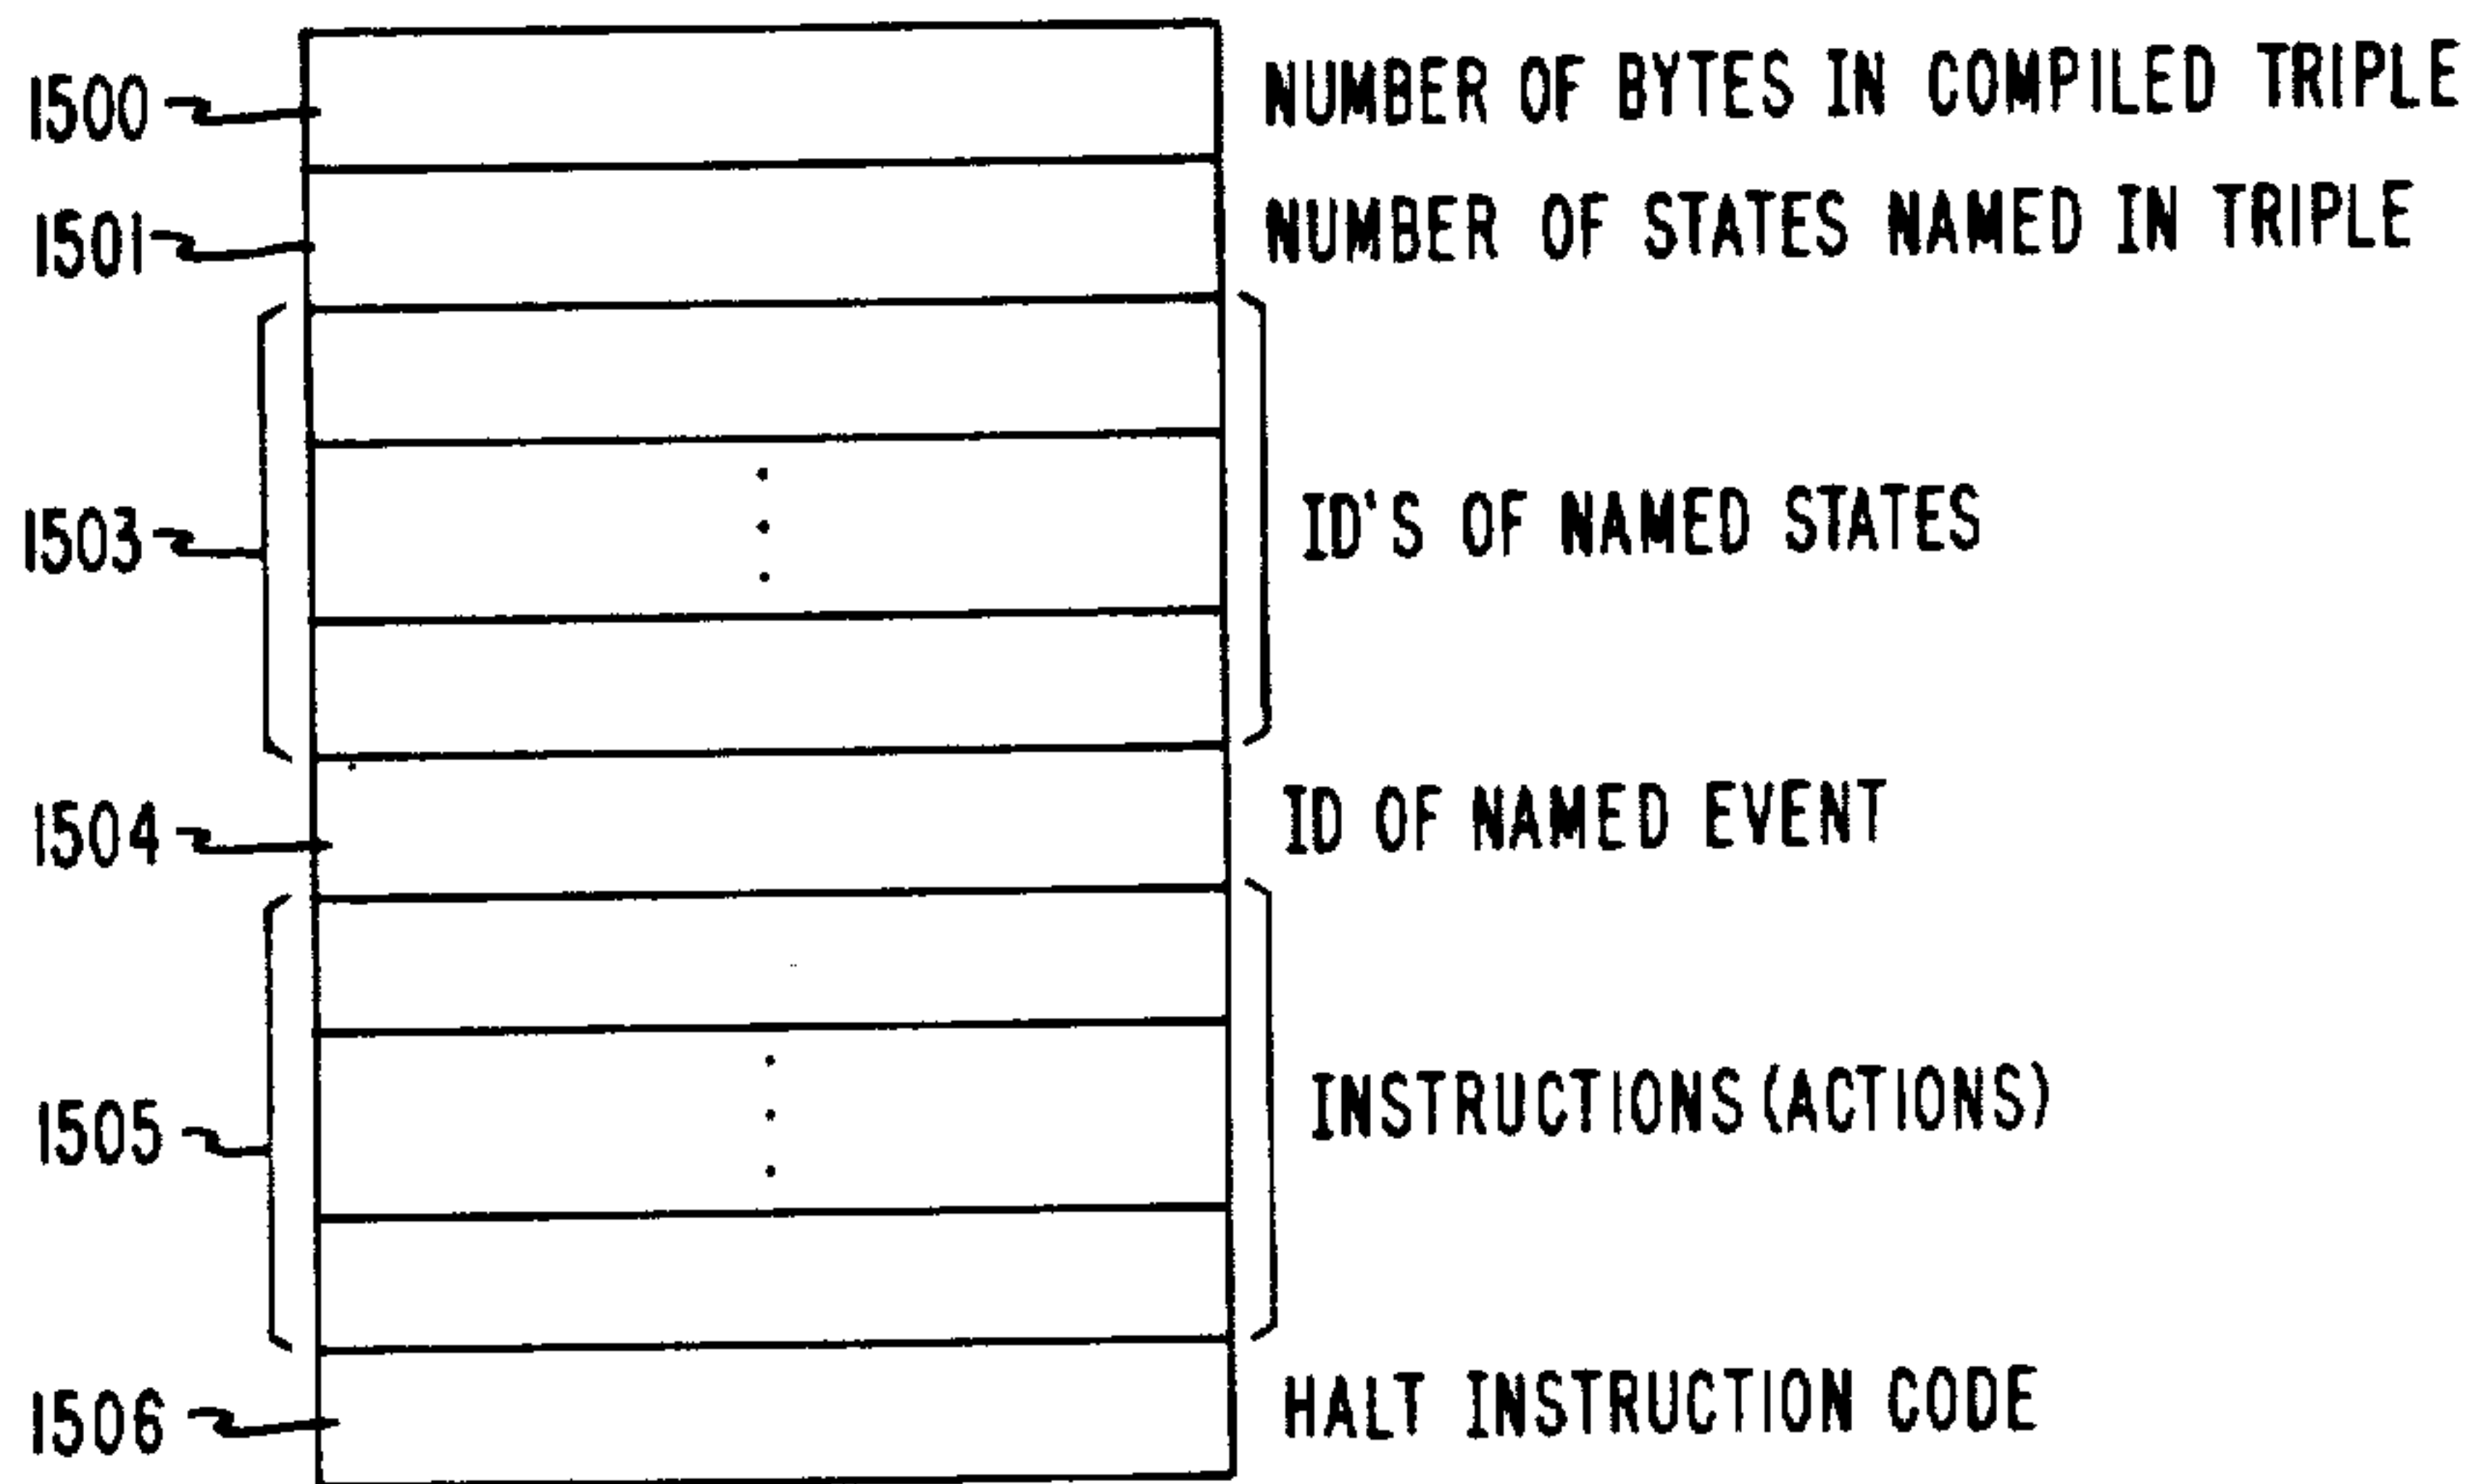 1500 NUMBER OF BYTES IN COMPILED TRIPLE
1501 NUMBER OF STATES NAMED IN TRIPLE
1503 ID'S OF NAMED STATES
1504 ID OF NAMED EVENT
1505 INSTRUCTIONS (ACTIONS)
1506 HALT INSTRUCTION CODE